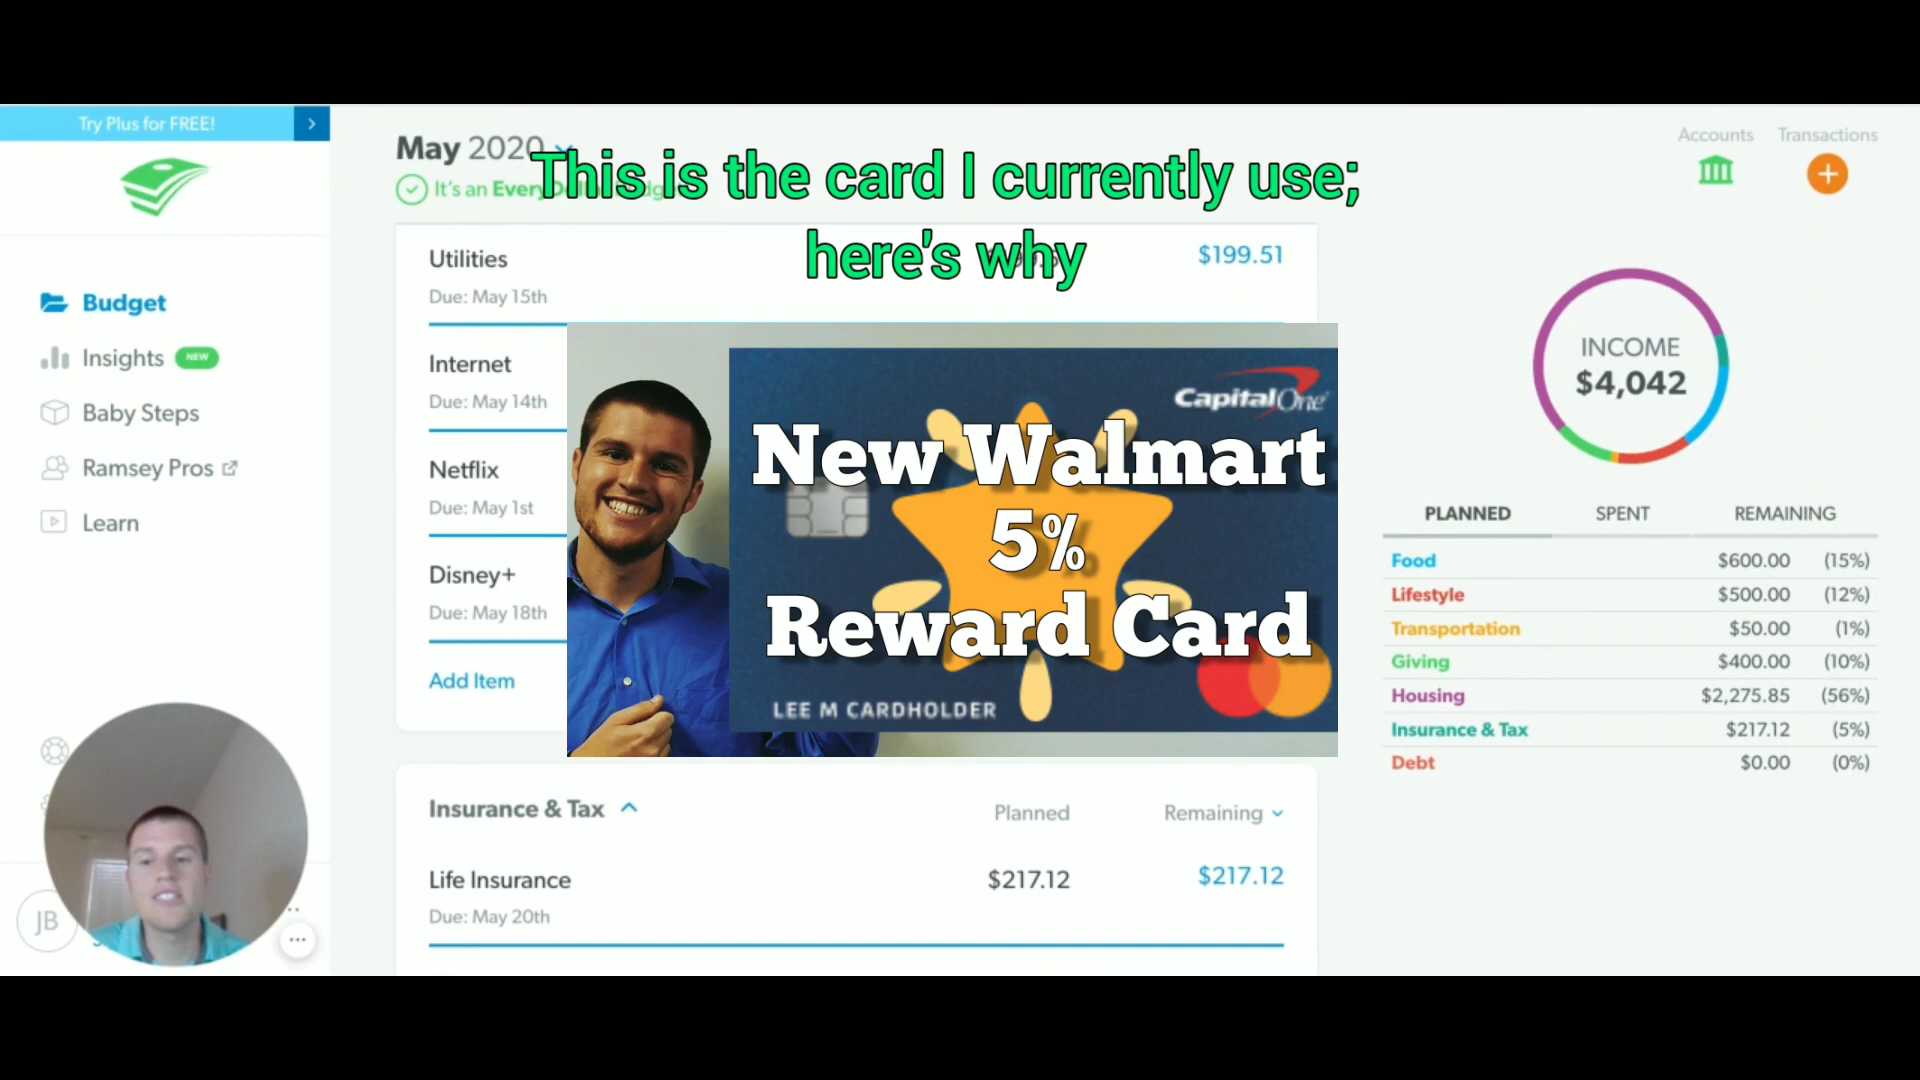 Try Plus for FREE!
Budget
Insights NEW
Baby Steps
Ramsey Pros
Learn
JB
May 2020
It's an Every
This is the card I currently use;
here's why
Utilities $199.51
Due: May 15th
Internet
Due: May 14th
Netflix
Due: May 1st
Disney+
Due: May 18th
Add Item
CapitalOne
New Walmart
5%
Reward Card
LEE M CARDHOLDER
Insurance & Tax Planned Remaining
Life Insurance $217.12 $217.12
Due: May 20th
Accounts Transactions
INCOME
$4,042
PLANNED SPENT REMAINING
Food $600.00 (15%)
Lifestyle $500.00 (12%)
Transportation $50.00 (1%)
Giving $400.00 (10%)
Housing $2,275.85 (56%)
Insurance & Tax $217.12 (5%)
Debt $0.00 (0%)